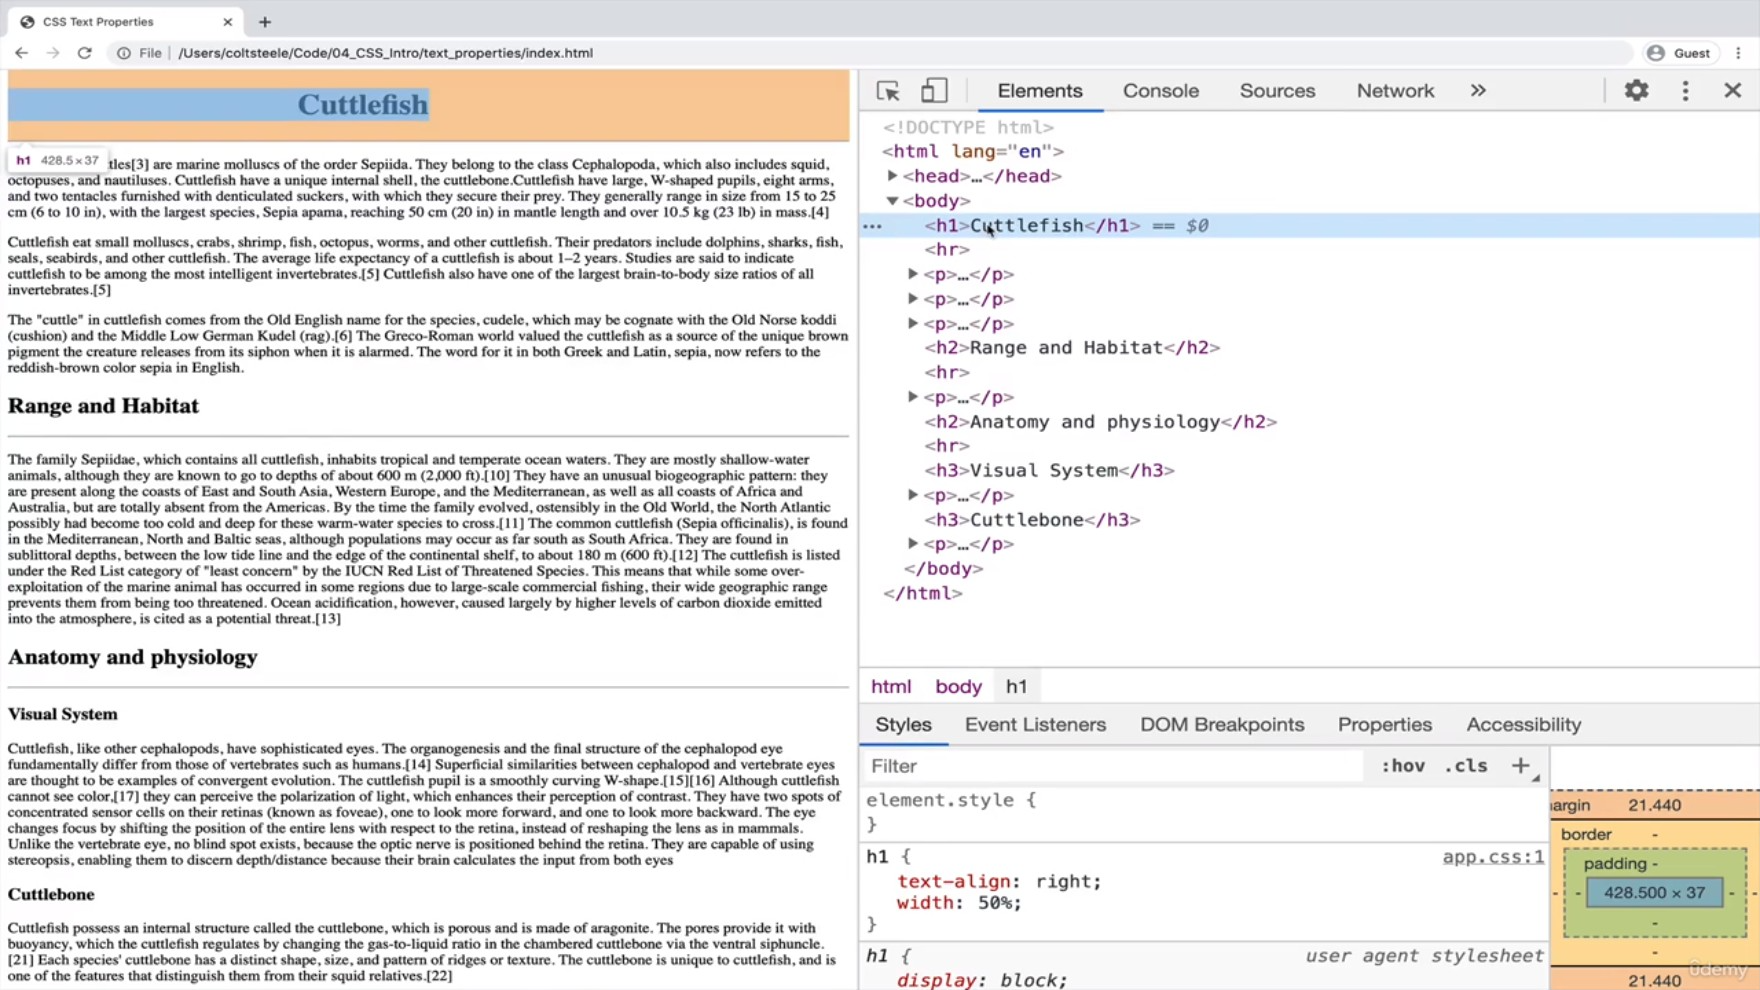 CSS Text Properties
File | /Users/coltsteele/Code/04_CSS_Intro/text_properties/index.html
Guest
Cuttlefish
h1 428.5 × 37
tles[3] are marine molluscs of the order Sepiida. They belong to the class Cephalopoda, which also includes squid,
octopuses, and nautiluses. Cuttlefish have a unique internal shell, the cuttlebone.Cuttlefish have large, W-shaped pupils, eight arms,
and two tentacles furnished with denticulated suckers, with which they secure their prey. They generally range in size from 15 to 25
cm (6 to 10 in), with the largest species, Sepia apama, reaching 50 cm (20 in) in mantle length and over 10.5 kg (23 lb) in mass.[4]
Cuttlefish eat small molluscs, crabs, shrimp, fish, octopus, worms, and other cuttlefish. Their predators include dolphins, sharks, fish,
seals, seabirds, and other cuttlefish. The average life expectancy of a cuttlefish is about 1–2 years. Studies are said to indicate
cuttlefish to be among the most intelligent invertebrates.[5] Cuttlefish also have one of the largest brain-to-body size ratios of all
invertebrates.[5]
The "cuttle" in cuttlefish comes from the Old English name for the species, cudele, which may be cognate with the Old Norse koddi
(cushion) and the Middle Low German Kudel (rag).[6] The Greco-Roman world valued the cuttlefish as a source of the unique brown
pigment the creature releases from its siphon when it is alarmed. The word for it in both Greek and Latin, sepia, now refers to the
reddish-brown color sepia in English.
Range and Habitat
The family Sepiidae, which contains all cuttlefish, inhabits tropical and temperate ocean waters. They are mostly shallow-water
animals, although they are known to go to depths of about 600 m (2,000 ft).[10] They have an unusual biogeographic pattern: they
are present along the coasts of East and South Asia, Western Europe, and the Mediterranean, as well as all coasts of Africa and
Australia, but are totally absent from the Americas. By the time the family evolved, ostensibly in the Old World, the North Atlantic
possibly had become too cold and deep for these warm-water species to cross.[11] The common cuttlefish (Sepia officinalis), is found
in the Mediterranean, North and Baltic seas, although populations may occur as far south as South Africa. They are found in
sublittoral depths, between the low tide line and the edge of the continental shelf, to about 180 m (600 ft).[12] The cuttlefish is listed
under the Red List category of "least concern" by the IUCN Red List of Threatened Species. This means that while some over-
exploitation of the marine animal has occurred in some regions due to large-scale commercial fishing, their wide geographic range
prevents them from being too threatened. Ocean acidification, however, caused largely by higher levels of carbon dioxide emitted
into the atmosphere, is cited as a potential threat.[13]
Anatomy and physiology
Visual System
Cuttlefish, like other cephalopods, have sophisticated eyes. The organogenesis and the final structure of the cephalopod eye
fundamentally differ from those of vertebrates such as humans.[14] Superficial similarities between cephalopod and vertebrate eyes
are thought to be examples of convergent evolution. The cuttlefish pupil is a smoothly curving W-shape.[15][16] Although cuttlefish
cannot see color,[17] they can perceive the polarization of light, which enhances their perception of contrast. They have two spots of
concentrated sensor cells on their retinas (known as foveae), one to look more forward, and one to look more backward. The eye
changes focus by shifting the position of the entire lens with respect to the retina, instead of reshaping the lens as in mammals.
Unlike the vertebrate eye, no blind spot exists, because the optic nerve is positioned behind the retina. They are capable of using
stereopsis, enabling them to discern depth/distance because their brain calculates the input from both eyes
Cuttlebone
Cuttlefish possess an internal structure called the cuttlebone, which is porous and is made of aragonite. The pores provide it with
buoyancy, which the cuttlefish regulates by changing the gas-to-liquid ratio in the chambered cuttlebone via the ventral siphuncle.
[21] Each species' cuttlebone has a distinct shape, size, and pattern of ridges or texture. The cuttlebone is unique to cuttlefish, and is
one of the features that distinguish them from their squid relatives.[22]
Elements Console Sources Network »
<!DOCTYPE html>
<html lang="en">
<head>…</head>
<body>
<h1>Cuttlefish</h1> == $0
<hr>
<p>…</p>
<p>…</p>
<p>…</p>
<h2>Range and Habitat</h2>
<hr>
<p>…</p>
<h2>Anatomy and physiology</h2>
<hr>
<h3>Visual System</h3>
<p>…</p>
<h3>Cuttlebone</h3>
<p>…</p>
</body>
</html>
html body h1
Styles Event Listeners DOM Breakpoints Properties Accessibility
Filter :hov .cls +
element.style {
}
h1 { app.css:1
text-align: right;
width: 50%;
}
h1 { user agent stylesheet
display: block;
argin 21.440
border -
padding -
- - 428.500 × 37 - -
-
-
21.440
ûdemy